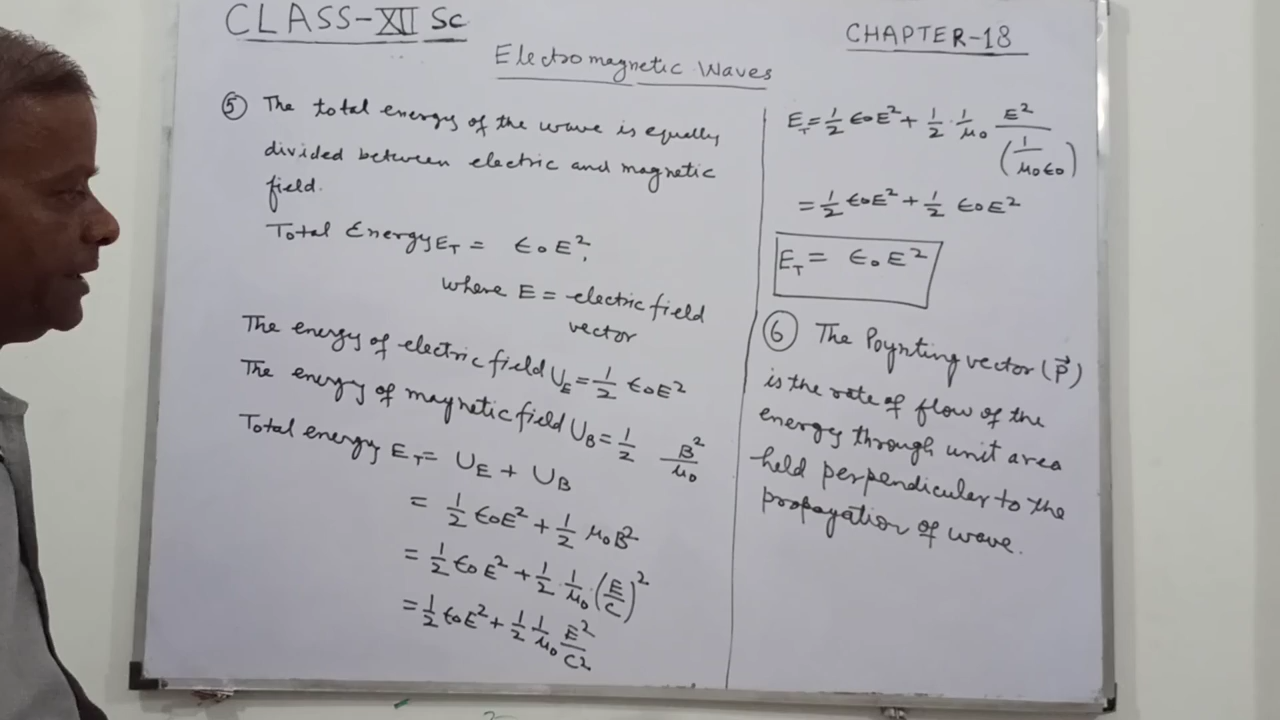 CLASS-XII Sc
CHAPTER-18
Electromagnetic Waves
⑤ The total energy of the wave is equally
divided between electric and magnetic
field.
Total Energy E_T = ϵ₀E²,
where E = electric field
vector
The energy of electric field U_E = 1/2 ϵ₀E²
The energy of magnetic field U_B = 1/2 B²/μ₀
Total energy E_T = U_E + U_B
= 1/2 ϵ₀E² + 1/2 μ₀B²
= 1/2 ϵ₀E² + 1/2 · 1/μ₀ · (E/C)²
= 1/2 ϵ₀E² + 1/2 1/μ₀ E²/C²
E_T = 1/2 ϵ₀E² + 1/2 · 1/μ₀ E²/(1/μ₀ϵ₀)
= 1/2 ϵ₀E² + 1/2 ϵ₀E²
E_T = ϵ₀E²
⑥ The Poynting vector (P⃗)
is the rate of flow of the
energy through unit area
held perpendicular to the
propagation of wave.